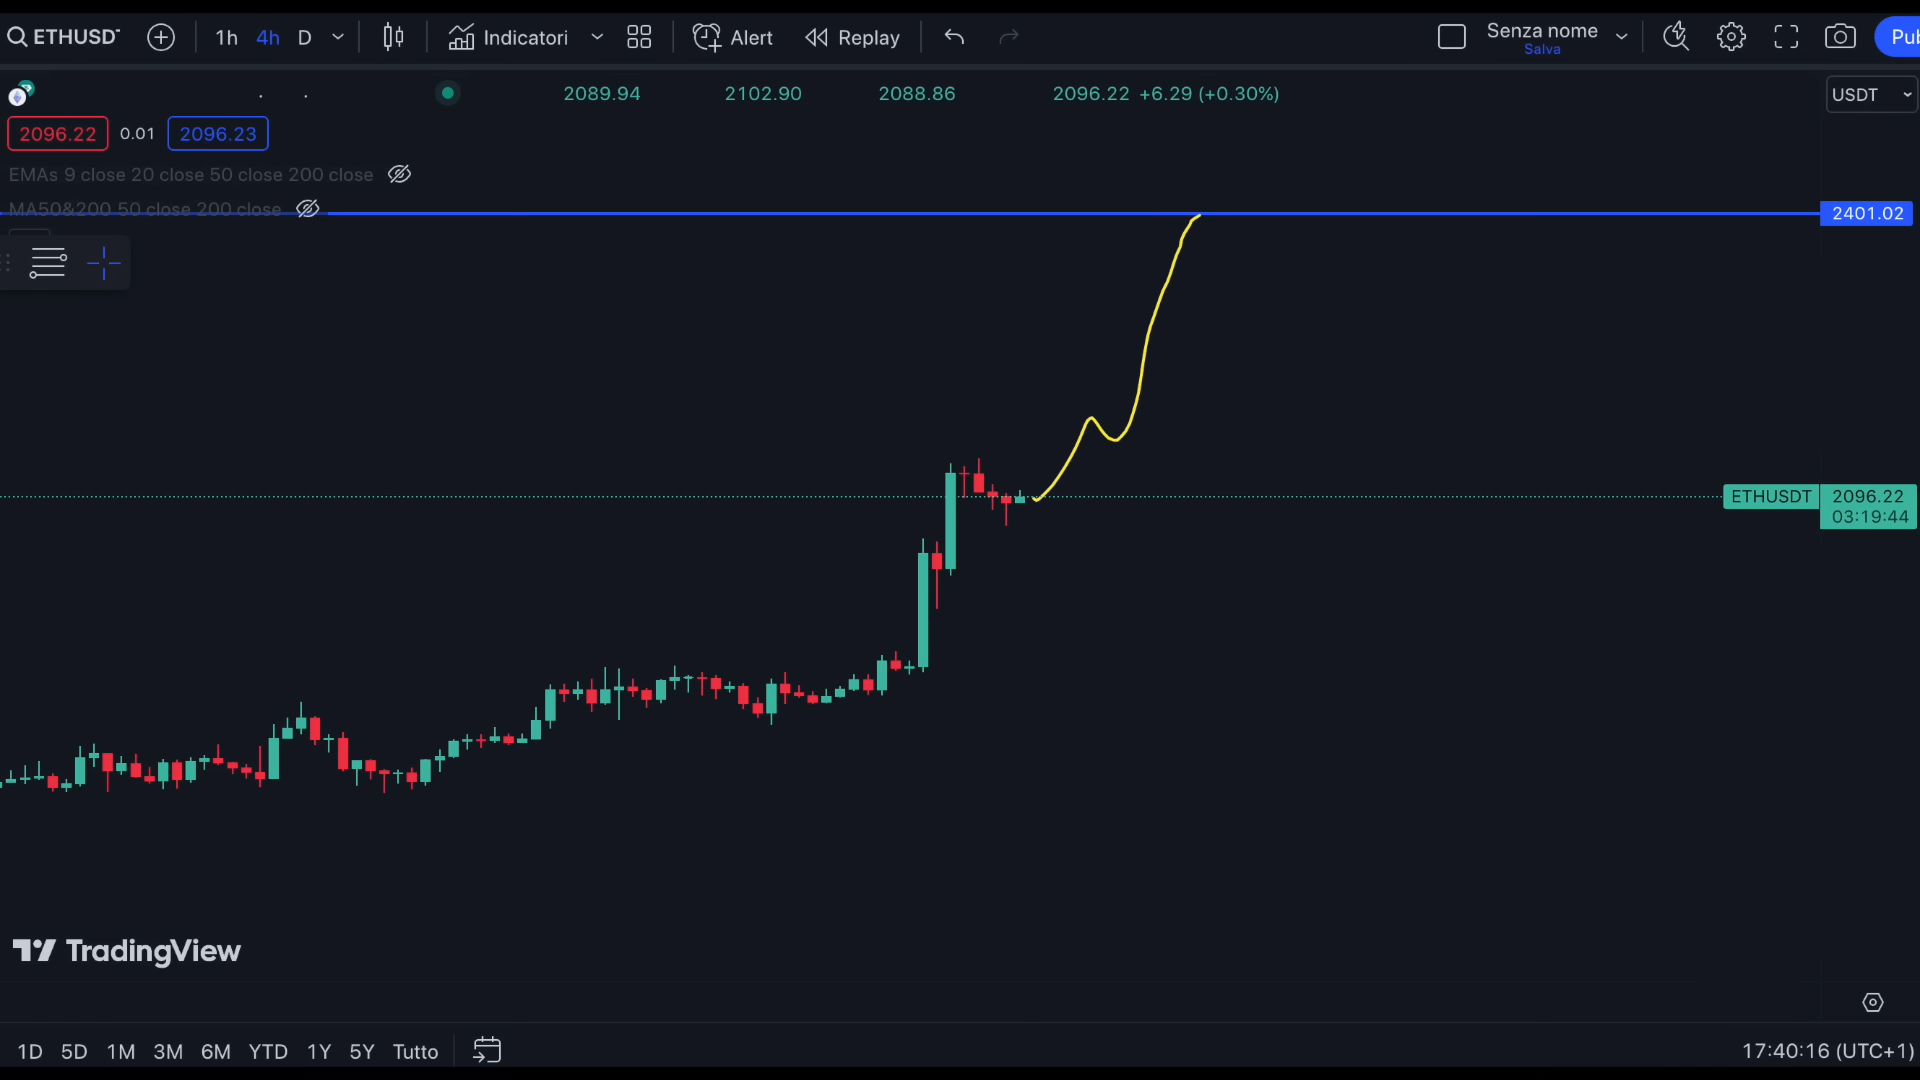 ETHUSDT 1h 4h D Indicatori Alert Replay Senza nome
Salva
2089.94 2102.90 2088.86 2096.22 +6.29 (+0.30%) USDT
2096.22 0.01 2096.23
EMAs 9 close 20 close 50 close 200 close
MA50&200 50 close 200 close
2401.02
ETHUSDT 2096.22
03:19:44
TradingView
1D 5D 1M 3M 6M YTD 1Y 5Y Tutto
17:40:16 (UTC+1)